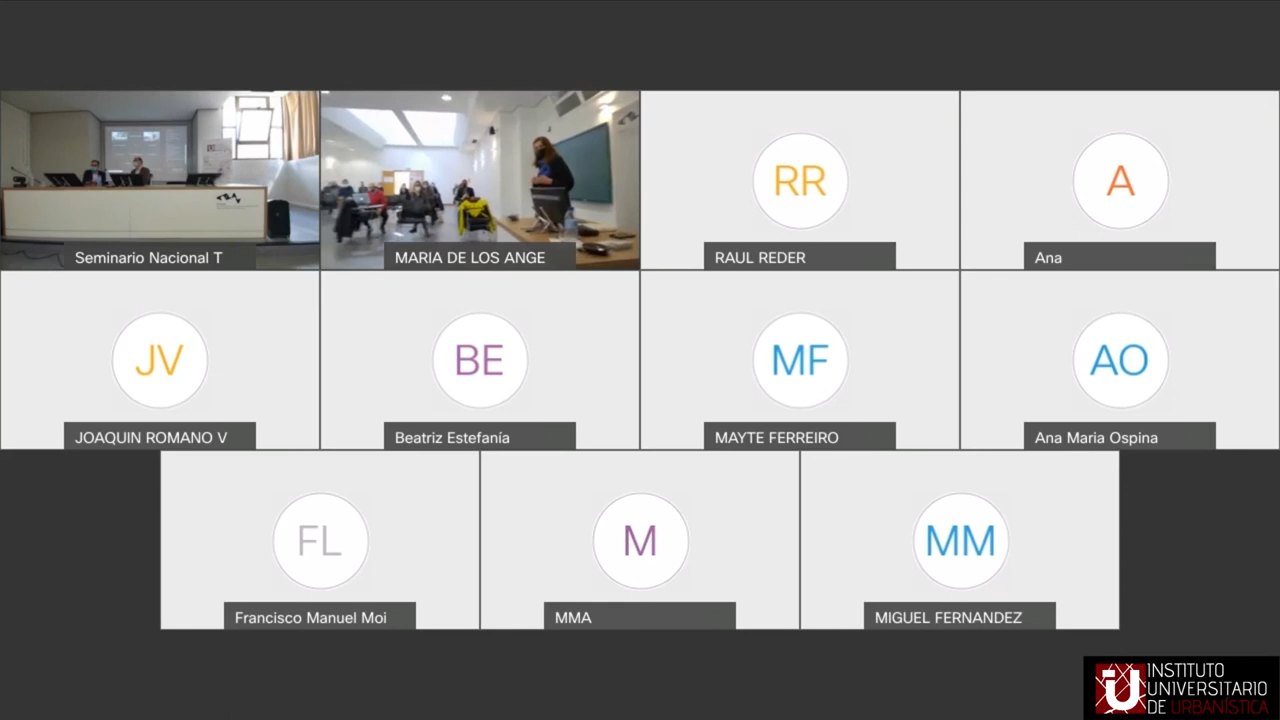 Seminario Nacional T
MARIA DE LOS ANGE
RR
RAUL REDER
A
Ana
JV
JOAQUIN ROMANO V
BE
Beatriz Estefanía
MF
MAYTE FERREIRO
AO
Ana Maria Ospina
FL
Francisco Manuel Moi
M
MMA
MM
MIGUEL FERNANDEZ
iU
INSTITUTO
UNIVERSITARIO
DE URBANÍSTICA